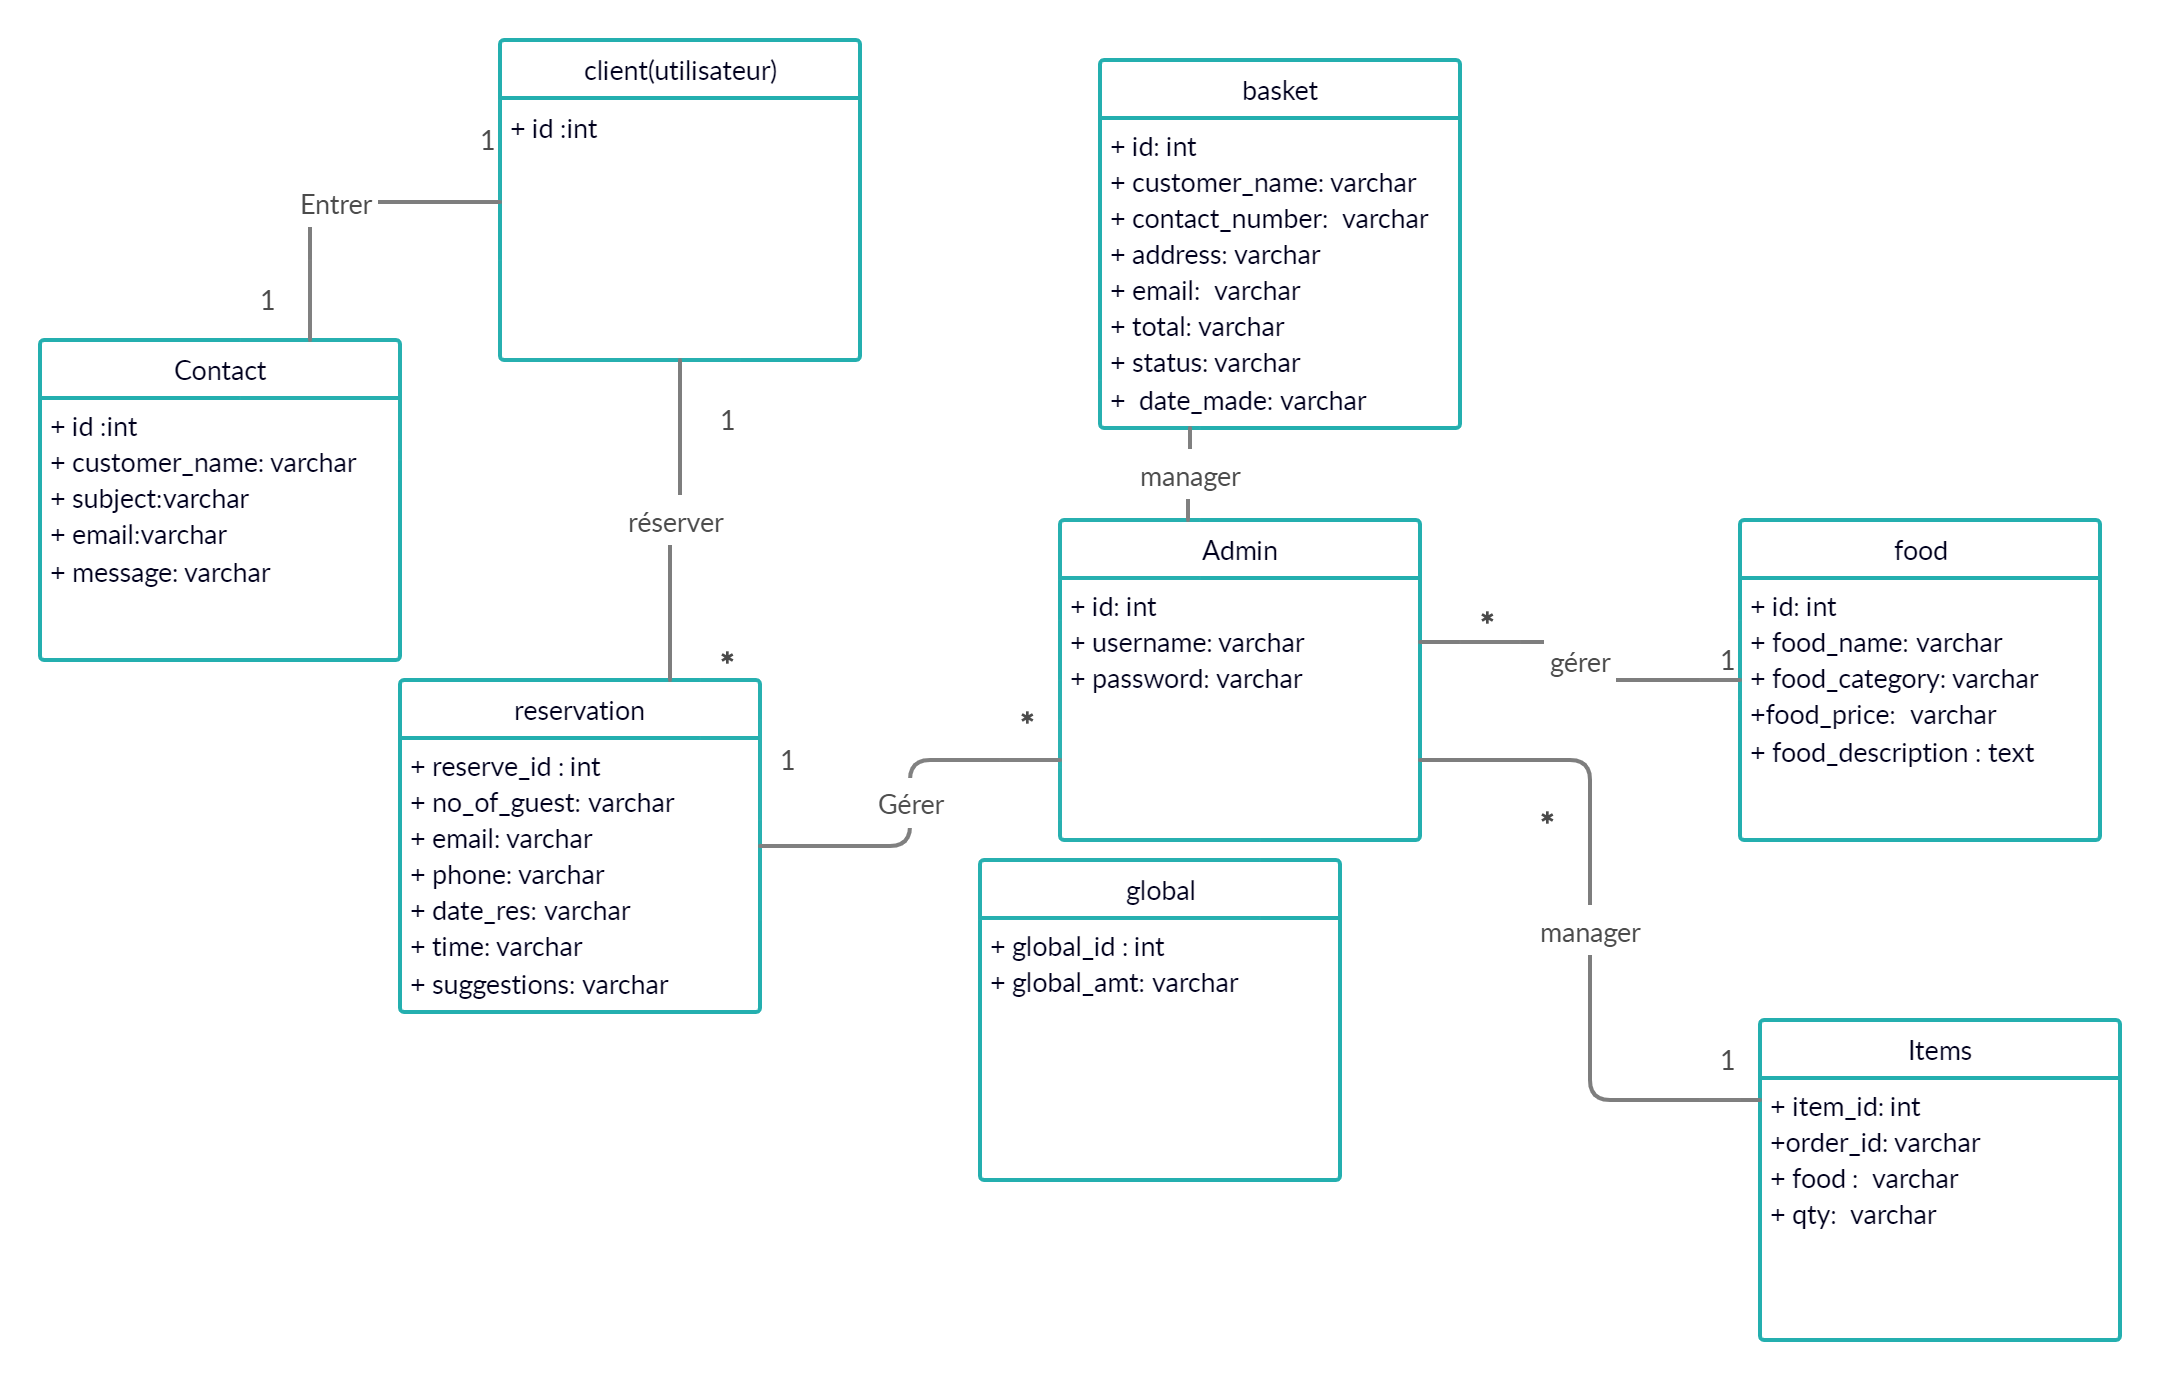 client(utilisateur)
+ id :int
1
Entrer
1
Contact
+ id :int
+ customer_name: varchar
+ subject:varchar
+ email:varchar
+ message: varchar
1
réserver
*
reservation
+ reserve_id : int
+ no_of_guest: varchar
+ email: varchar
+ phone: varchar
+ date_res: varchar
+ time: varchar
+ suggestions: varchar
1
Gérer
*
basket
+ id: int
+ customer_name: varchar
+ contact_number:  varchar
+ address: varchar
+ email:  varchar
+ total: varchar
+ status: varchar
+  date_made: varchar
manager
Admin
+ id: int
+ username: varchar
+ password: varchar
global
+ global_id : int
+ global_amt: varchar
*
gérer
1
food
+ id: int
+ food_name: varchar
+ food_category: varchar
+food_price:  varchar
+ food_description : text
*
manager
1
Items
+ item_id: int
+order_id: varchar
+ food :  varchar
+ qty:  varchar